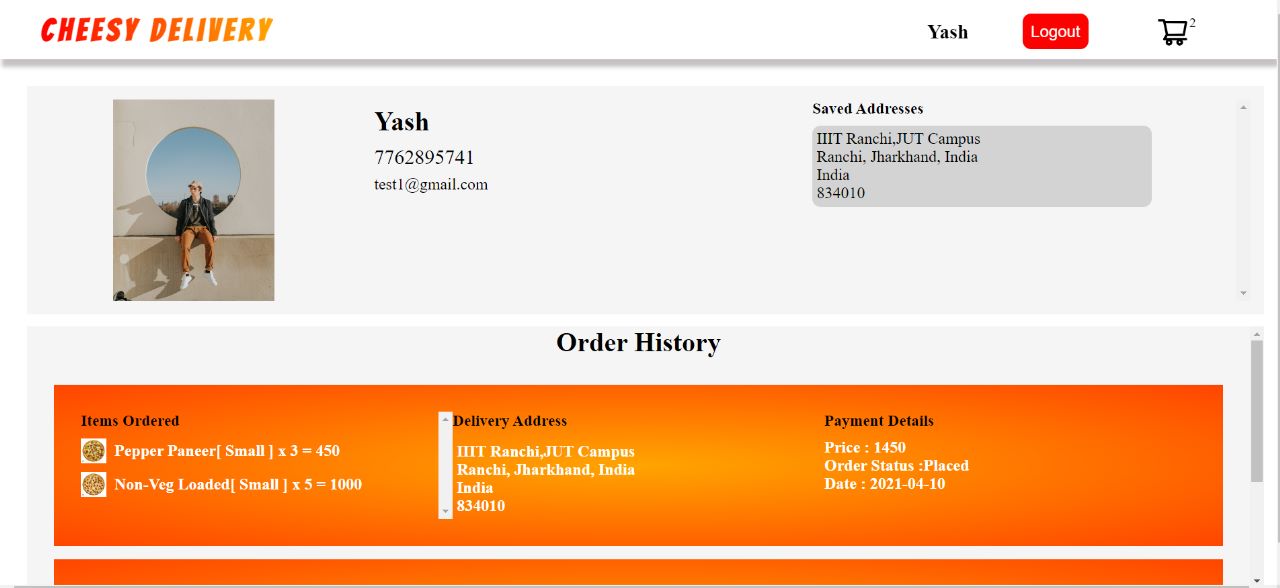 CHEESY DELIVERY
Yash
Logout
2
Yash
7762895741
test1@gmail.com
Saved Addresses
IIIT Ranchi,JUT Campus
Ranchi, Jharkhand, India
India
834010
Order History
Items Ordered
Pepper Paneer[ Small ] x 3 = 450
Non-Veg Loaded[ Small ] x 5 = 1000
Delivery Address
IIIT Ranchi,JUT Campus
Ranchi, Jharkhand, India
India
834010
Payment Details
Price : 1450
Order Status :Placed
Date : 2021-04-10